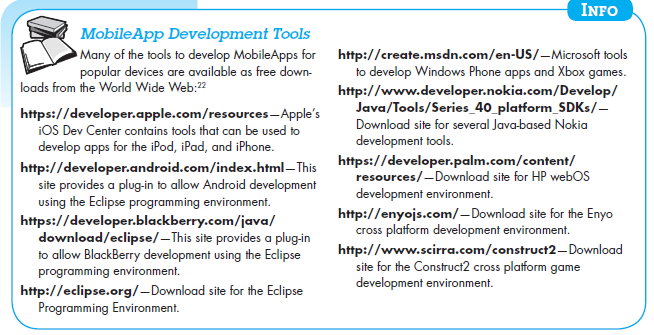 INFO
MobileApp Development Tools
Many of the tools to develop MobileApps for
popular devices are available as free down-
loads from the World Wide Web:22
https://developer.apple.com/resources—Apple's
iOS Dev Center contains tools that can be used to
develop apps for the iPod, iPad, and iPhone.
http://developer.android.com/index.html—This
site provides a plug-in to allow Android development
using the Eclipse programming environment.
https://developer.blackberry.com/java/
download/eclipse/—This site provides a plug-in
to allow BlackBerry development using the Eclipse
programming environment.
http://eclipse.org/—Download site for the Eclipse
Programming Environment.
http://create.msdn.com/en-US/—Microsoft tools
to develop Windows Phone apps and Xbox games.
http://www.developer.nokia.com/Develop/
Java/Tools/Series_40_platform_SDKs/—
Download site for several Java-based Nokia
development tools.
https://developer.palm.com/content/
resources/—Download site for HP webOS
development environment.
http://enyojs.com/—Download site for the Enyo
cross platform development environment.
http://www.scirra.com/construct2—Download
site for the Construct2 cross platform game
development environment.